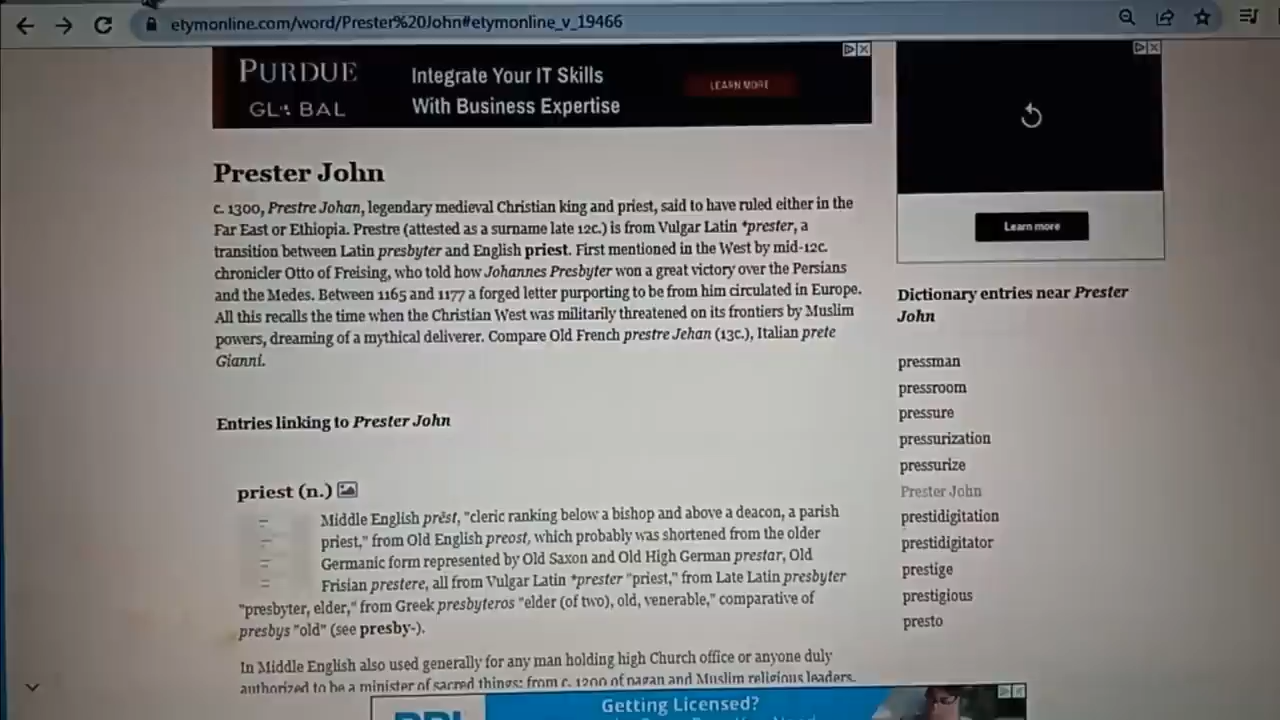 etymonline.com/word/Prester%20John#etymonline_v_19466
PURDUE
GLOBAL
Integrate Your IT Skills
With Business Expertise
LEARN MORE
Learn more
Prester John
c. 1300, Prestre Johan, legendary medieval Christian king and priest, said to have ruled either in the
Far East or Ethiopia. Prestre (attested as a surname late 12c.) is from Vulgar Latin *prester, a
transition between Latin presbyter and English priest. First mentioned in the West by mid-12c.
chronicler Otto of Freising, who told how Johannes Presbyter won a great victory over the Persians
and the Medes. Between 1165 and 1177 a forged letter purporting to be from him circulated in Europe.
All this recalls the time when the Christian West was militarily threatened on its frontiers by Muslim
powers, dreaming of a mythical deliverer. Compare Old French prestre Jehan (13c.), Italian prete
Gianni.
Entries linking to Prester John
priest (n.)
Middle English prēst, "cleric ranking below a bishop and above a deacon, a parish
priest," from Old English preost, which probably was shortened from the older
Germanic form represented by Old Saxon and Old High German prestar, Old
Frisian prestere, all from Vulgar Latin *prester "priest," from Late Latin presbyter
"presbyter, elder," from Greek presbyteros "elder (of two), old, venerable," comparative of
presbys "old" (see presby-).
In Middle English also used generally for any man holding high Church office or anyone duly
authorized to be a minister of sacred things; from c. 1200 of pagan and Muslim religious leaders.
Dictionary entries near Prester
John
pressman
pressroom
pressure
pressurization
pressurize
Prester John
prestidigitation
prestidigitator
prestige
prestigious
presto
Getting Licensed?